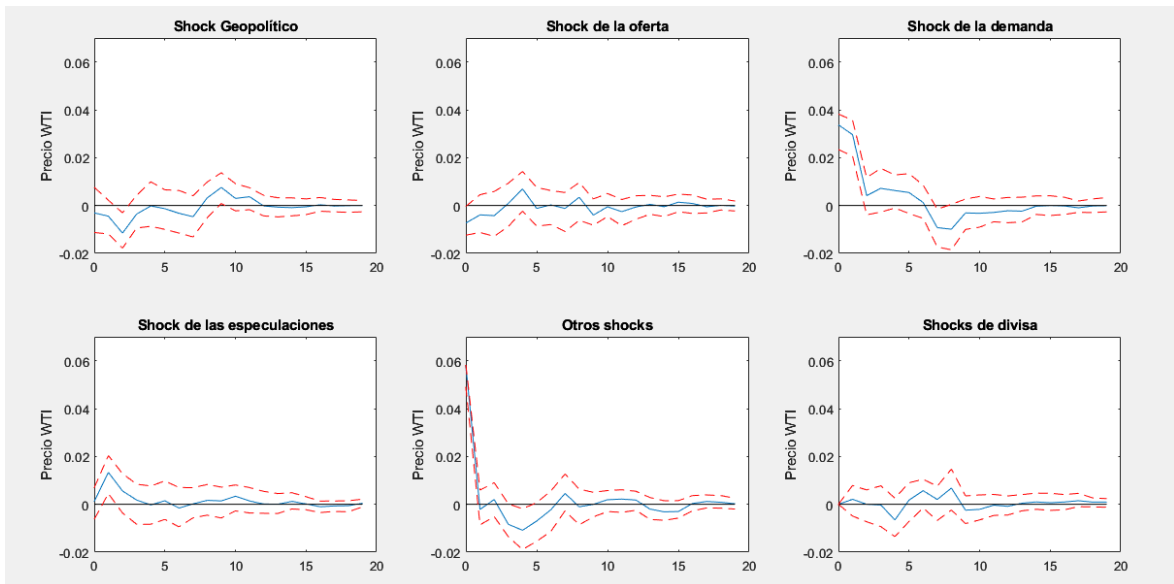 Shock Geopolítico
Precio WTI
0.06
0.04
0.02
0
-0.02
0 5 10 15 20
Shock de la oferta
Precio WTI
0.06
0.04
0.02
0
-0.02
0 5 10 15 20
Shock de la demanda
Precio WTI
0.06
0.04
0.02
0
-0.02
0 5 10 15 20
Shock de las especulaciones
Precio WTI
0.06
0.04
0.02
0
-0.02
0 5 10 15 20
Otros shocks
Precio WTI
0.06
0.04
0.02
0
-0.02
0 5 10 15 20
Shocks de divisa
Precio WTI
0.06
0.04
0.02
0
-0.02
0 5 10 15 20